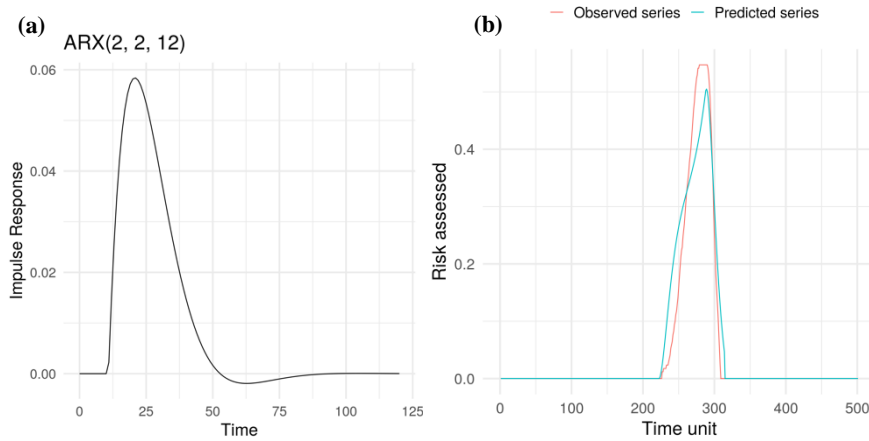 (a)
ARX(2, 2, 12)
0.06
0.04
0.02
0.00
Impulse Response
0 25 50 75 100 125
Time
(b)
Observed series Predicted series
0.4
0.2
0.0
Risk assessed
0 100 200 300 400 500
Time unit